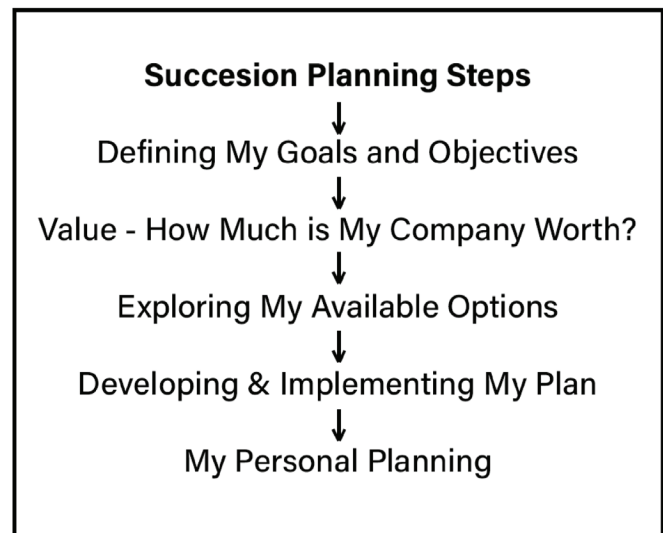 Succesion Planning Steps
Defining My Goals and Objectives
Value - How Much is My Company Worth?
Exploring My Available Options
Developing & Implementing My Plan
My Personal Planning